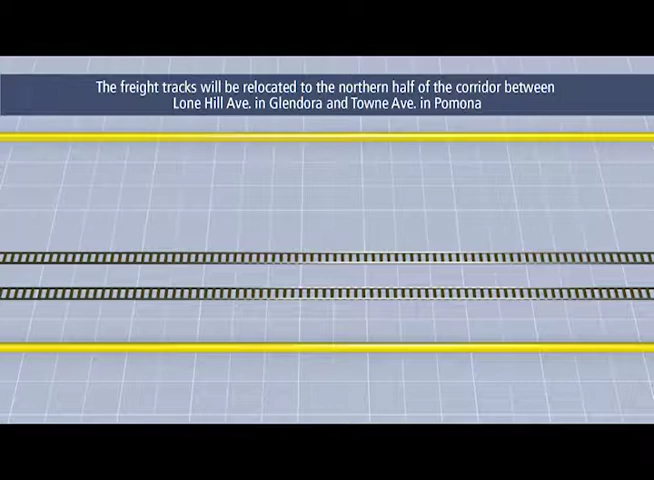 The freight tracks will be relocated to the northern half of the corridor between
Lone Hill Ave. in Glendora and Towne Ave. in Pomona